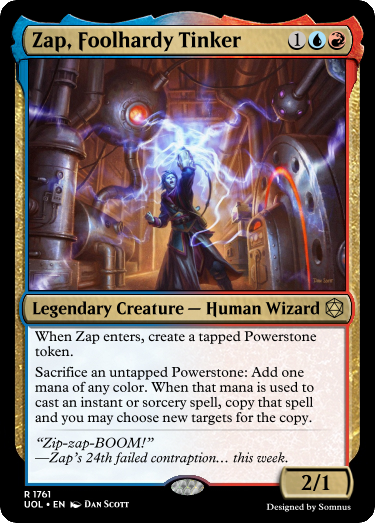 Zap, Foolhardy Tinker 1
Legendary Creature — Human Wizard
When Zap enters, create a tapped Powerstone
token.
Sacrifice an untapped Powerstone: Add one
mana of any color. When that mana is used to
cast an instant or sorcery spell, copy that spell
and you may choose new targets for the copy.
“Zip-zap-BOOM!”
—Zap’s 24th failed contraption… this week.
2/1
R 1761
UOL • EN DAN SCOTT
Designed by Somnus